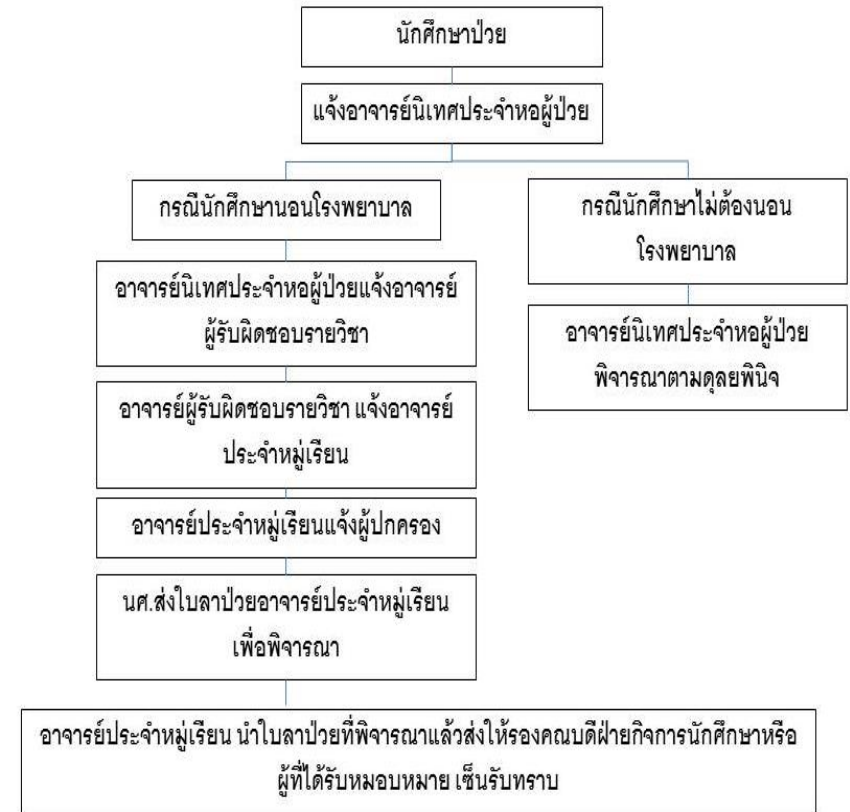 นักศึกษาป่วย
แจ้งอาจารย์นิเทศประจำหอผู้ป่วย
กรณีนักศึกษานอนโรงพยาบาล
กรณีนักศึกษาไม่ต้องนอน
โรงพยาบาล
อาจารย์นิเทศประจำหอผู้ป่วยแจ้งอาจารย์
ผู้รับผิดชอบรายวิชา
อาจารย์นิเทศประจำหอผู้ป่วย
พิจารณาตามดุลยพินิจ
อาจารย์ผู้รับผิดชอบรายวิชา แจ้งอาจารย์
ประจำหมู่เรียน
อาจารย์ประจำหมู่เรียนแจ้งผู้ปกครอง
นศ.ส่งใบลาป่วยอาจารย์ประจำหมู่เรียน
เพื่อพิจารณา
อาจารย์ประจำหมู่เรียน นำใบลาป่วยที่พิจารณาแล้วส่งให้รองคณบดีฝ่ายกิจการนักศึกษาหรือ
ผู้ที่ได้รับหมอบหมาย เซ็นรับทราบ